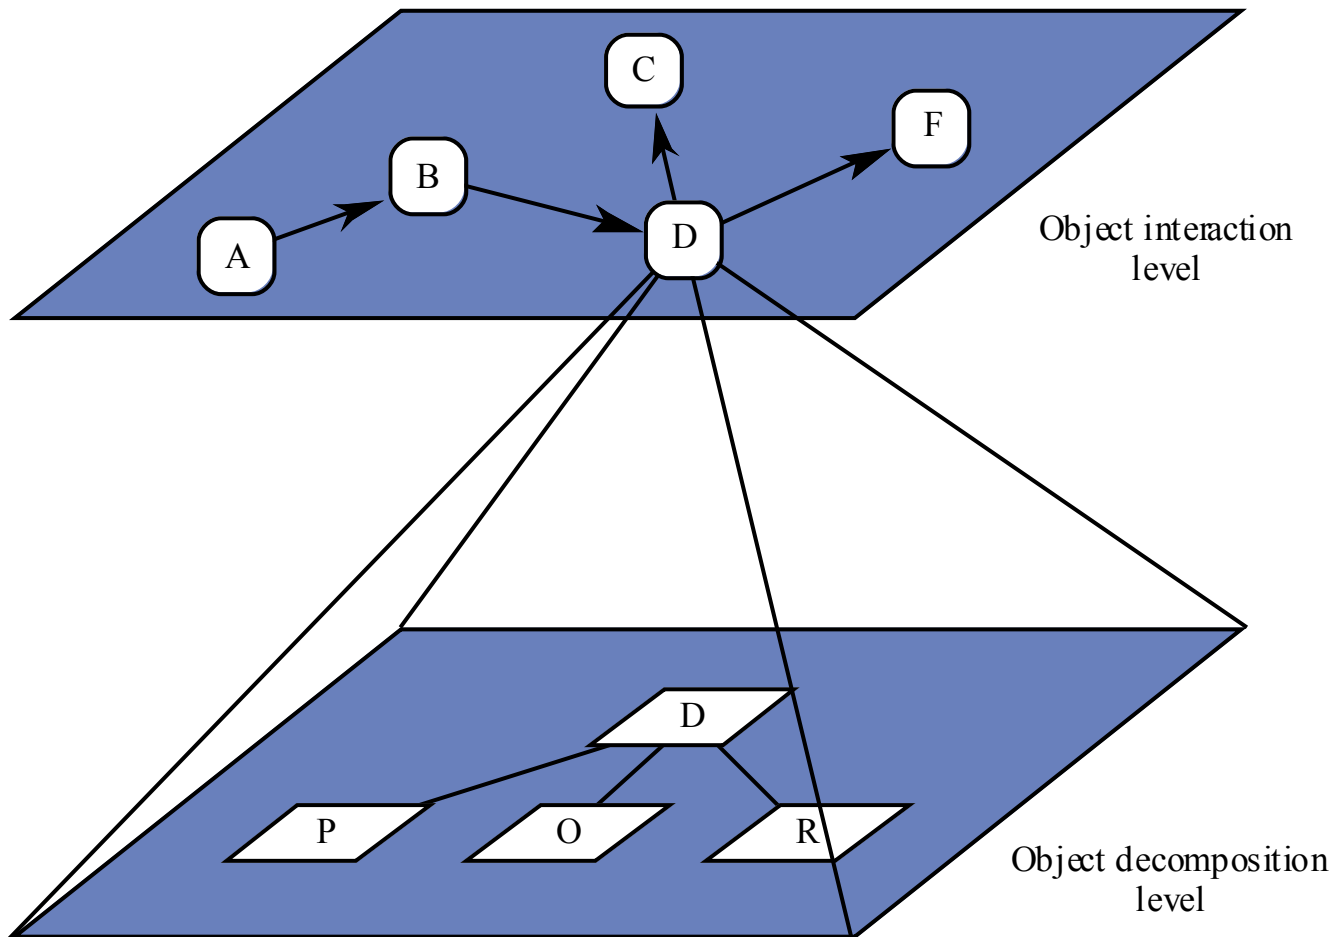 C
F
B
D
A
Object interaction
level
D
P
O
R
Object decomposition
level